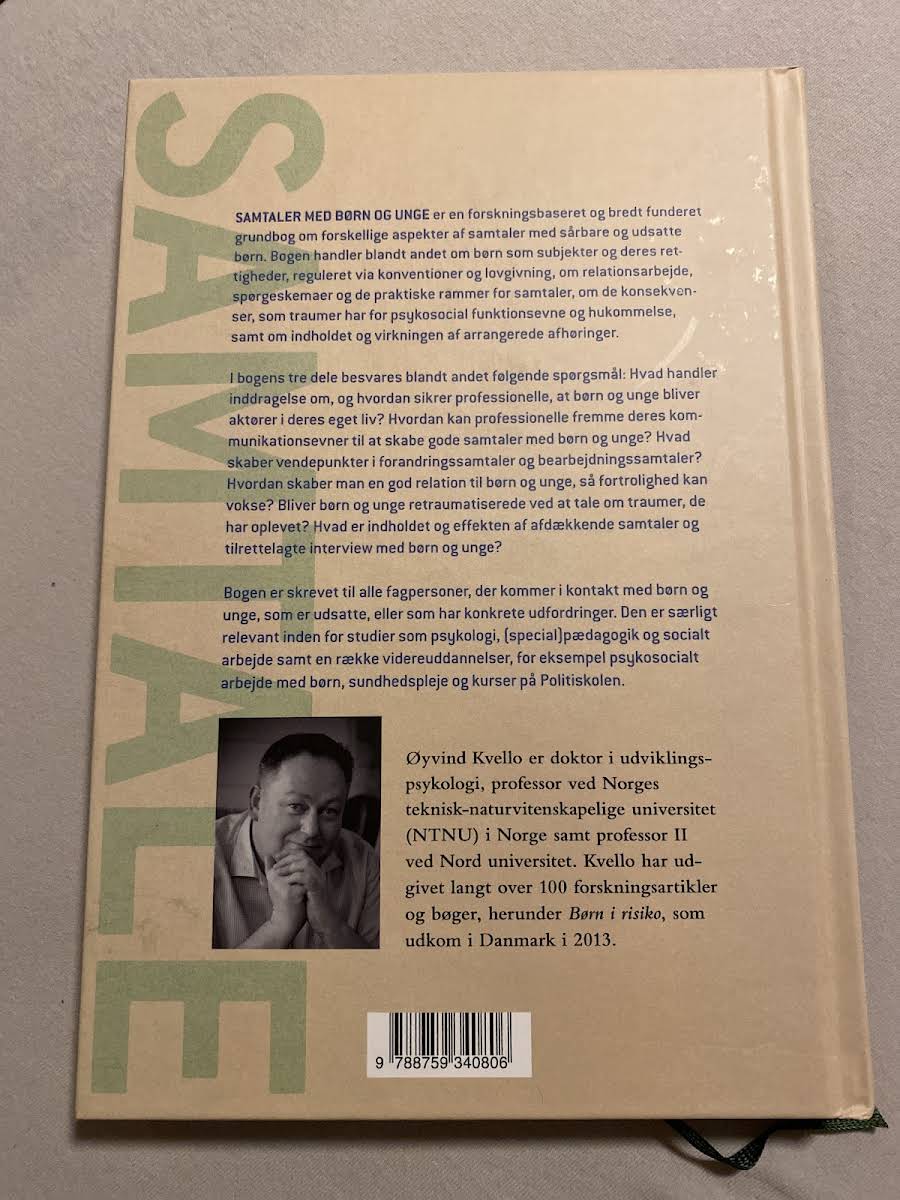 SAMTALE
SAMTALER MED BØRN OG UNGE er en forskningsbaseret og bredt funderet
grundbog om forskellige aspekter af samtaler med sårbare og udsatte
børn. Bogen handler blandt andet om børn som subjekter og deres ret-
tigheder, reguleret via konventioner og lovgivning, om relationsarbejde,
spørgeskemaer og de praktiske rammer for samtaler, om de konsekven-
ser, som traumer har for psykosocial funktionsevne og hukommelse,
samt om indholdet og virkningen af arrangerede afhøringer.
I bogens tre dele besvares blandt andet følgende spørgsmål: Hvad handler
inddragelse om, og hvordan sikrer professionelle, at børn og unge bliver
aktører i deres eget liv? Hvordan kan professionelle fremme deres kom-
munikationsevner til at skabe gode samtaler med børn og unge? Hvad
skaber vendepunkter i forandringssamtaler og bearbejdningssamtaler?
Hvordan skaber man en god relation til børn og unge, så fortrolighed kan
vokse? Bliver børn og unge retraumatiserede ved at tale om traumer, de
har oplevet? Hvad er indholdet og effekten af afdækkende samtaler og
tilrettelagte interview med børn og unge?
Bogen er skrevet til alle fagpersoner, der kommer i kontakt med børn og
unge, som er udsatte, eller som har konkrete udfordringer. Den er særligt
relevant inden for studier som psykologi, (special)pædagogik og socialt
arbejde samt en række videreuddannelser, for eksempel psykosocialt
arbejde med børn, sundhedspleje og kurser på Politiskolen.
Øyvind Kvello er doktor i udviklings-
psykologi, professor ved Norges
teknisk-naturvitenskapelige universitet
(NTNU) i Norge samt professor II
ved Nord universitet. Kvello har ud-
givet langt over 100 forskningsartikler
og bøger, herunder Børn i risiko, som
udkom i Danmark i 2013.
9 788759 340806